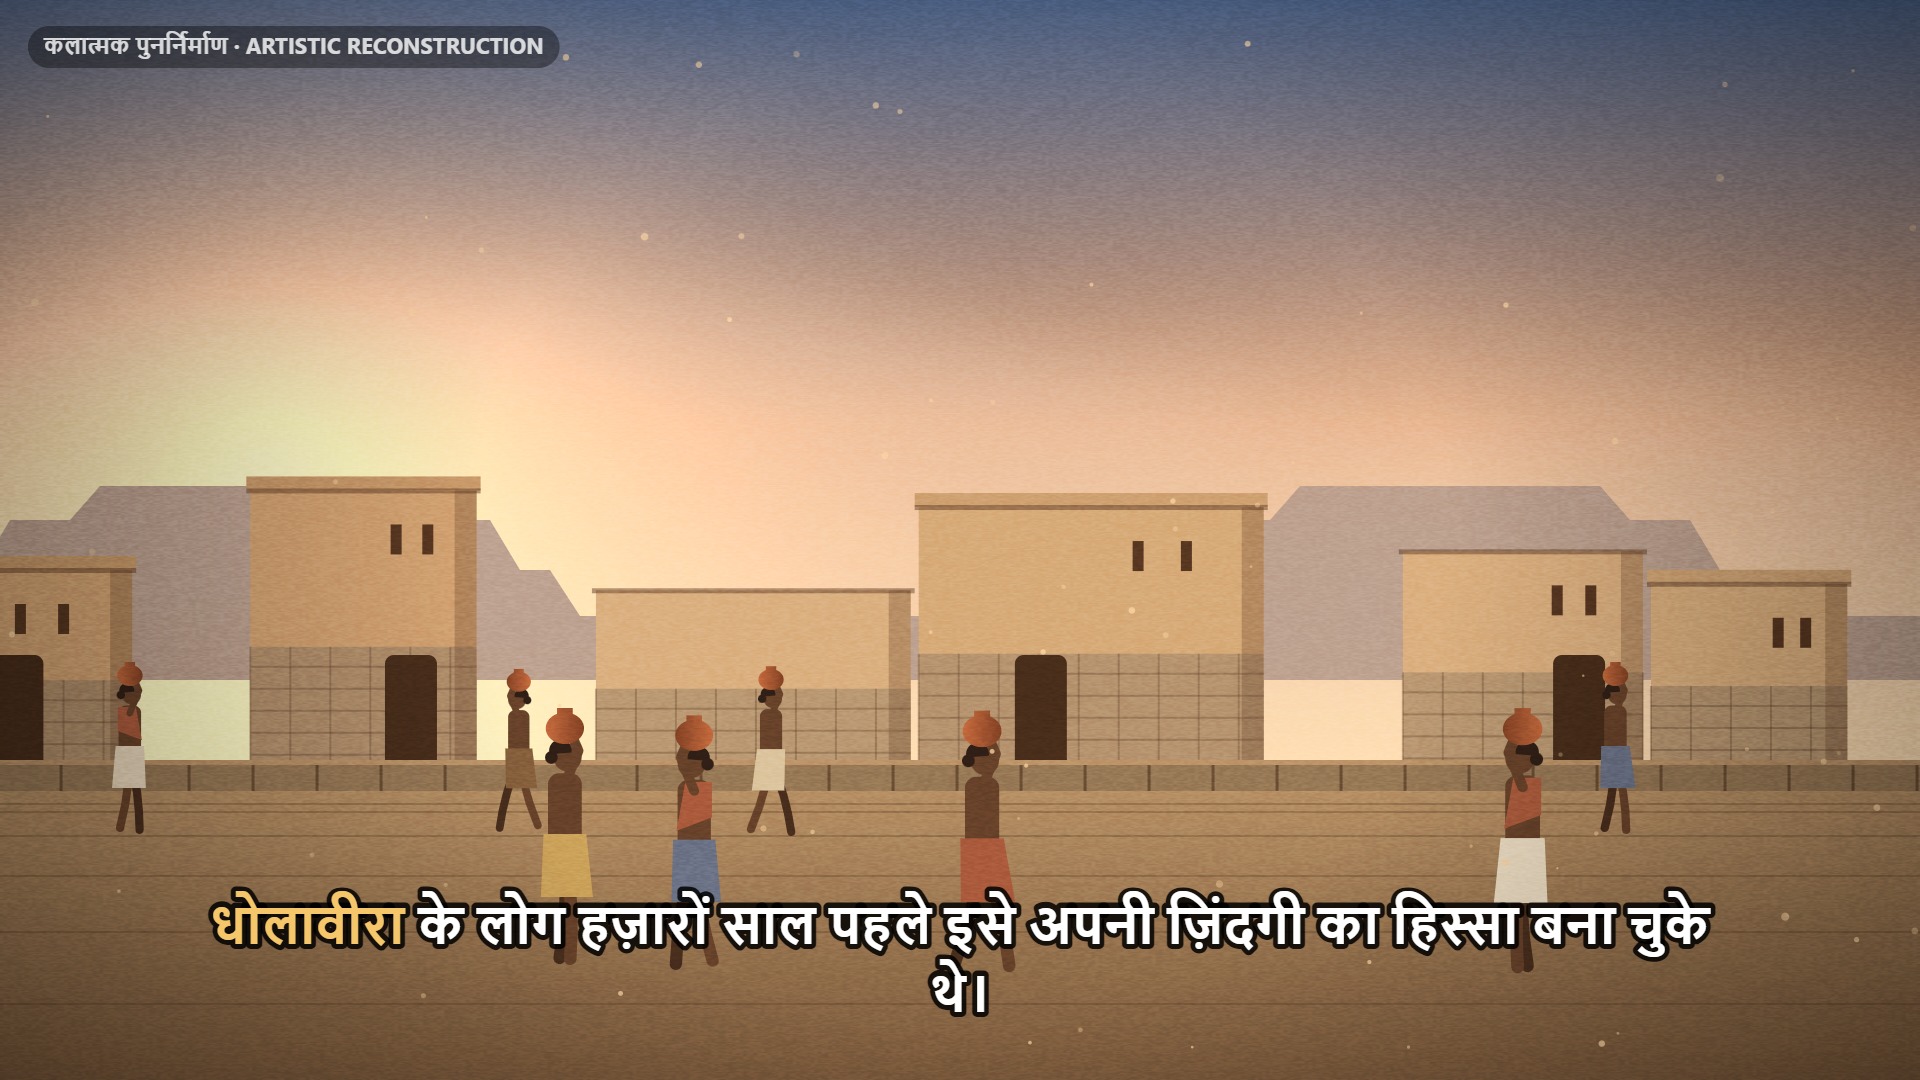 कलात्मक पुनर्निर्माण · ARTISTIC RECONSTRUCTION
धोलावीरा के लोग हज़ारों साल पहले इसे अपनी ज़िंदगी का हिस्सा बना चुके
थे।